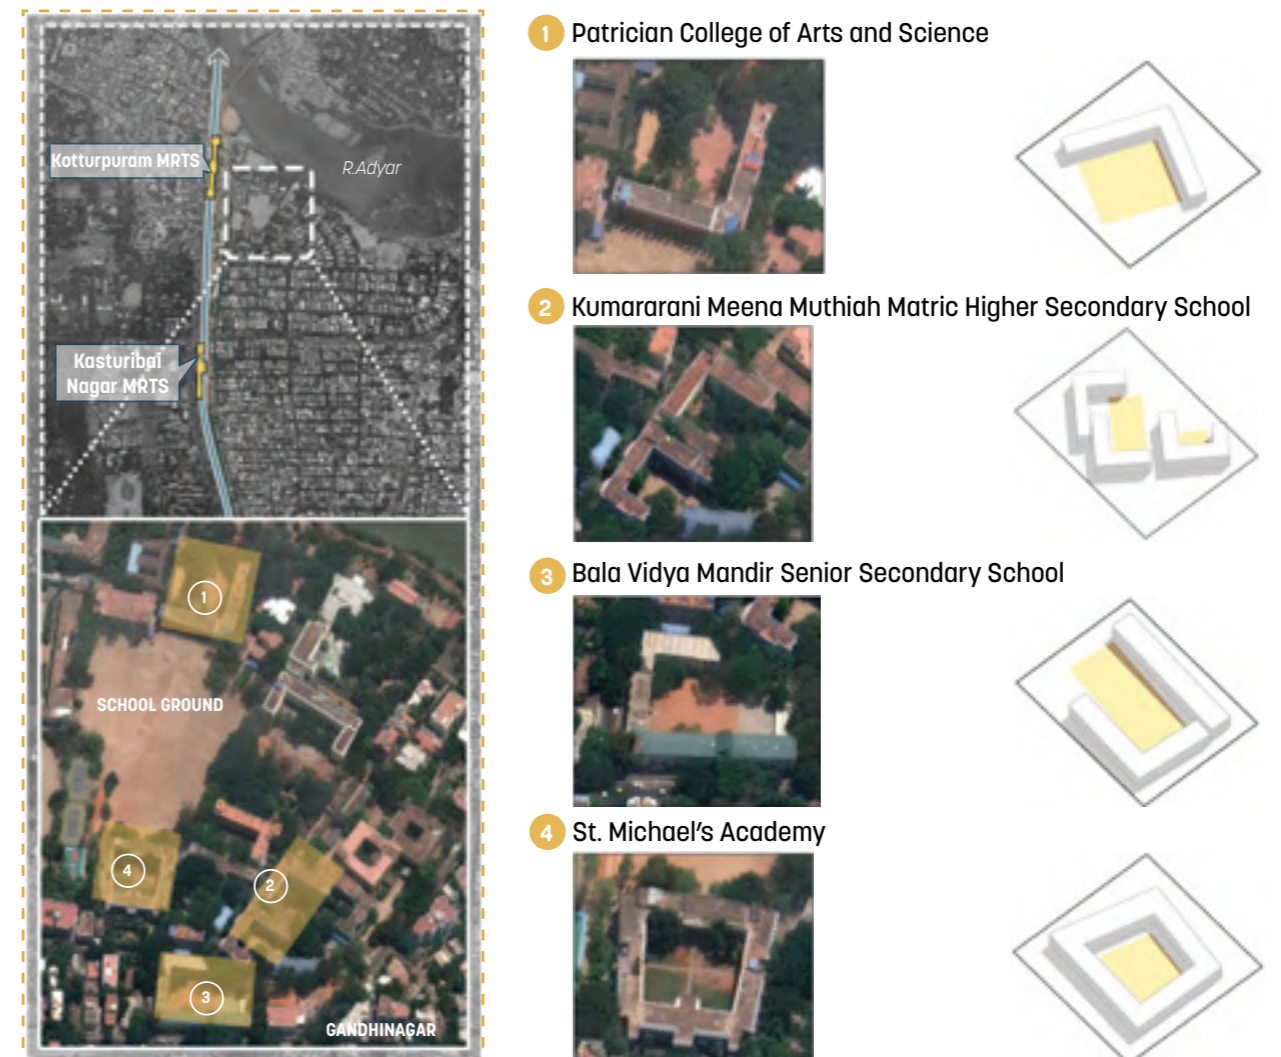 Kotturpuram MRTS
R.Adyar
Kasturibai
Nagar MRTS
1
SCHOOL GROUND
4
2
3
GANDHINAGAR
1 Patrician College of Arts and Science
2 Kumararani Meena Muthiah Matric Higher Secondary School
3 Bala Vidya Mandir Senior Secondary School
4 St. Michael's Academy